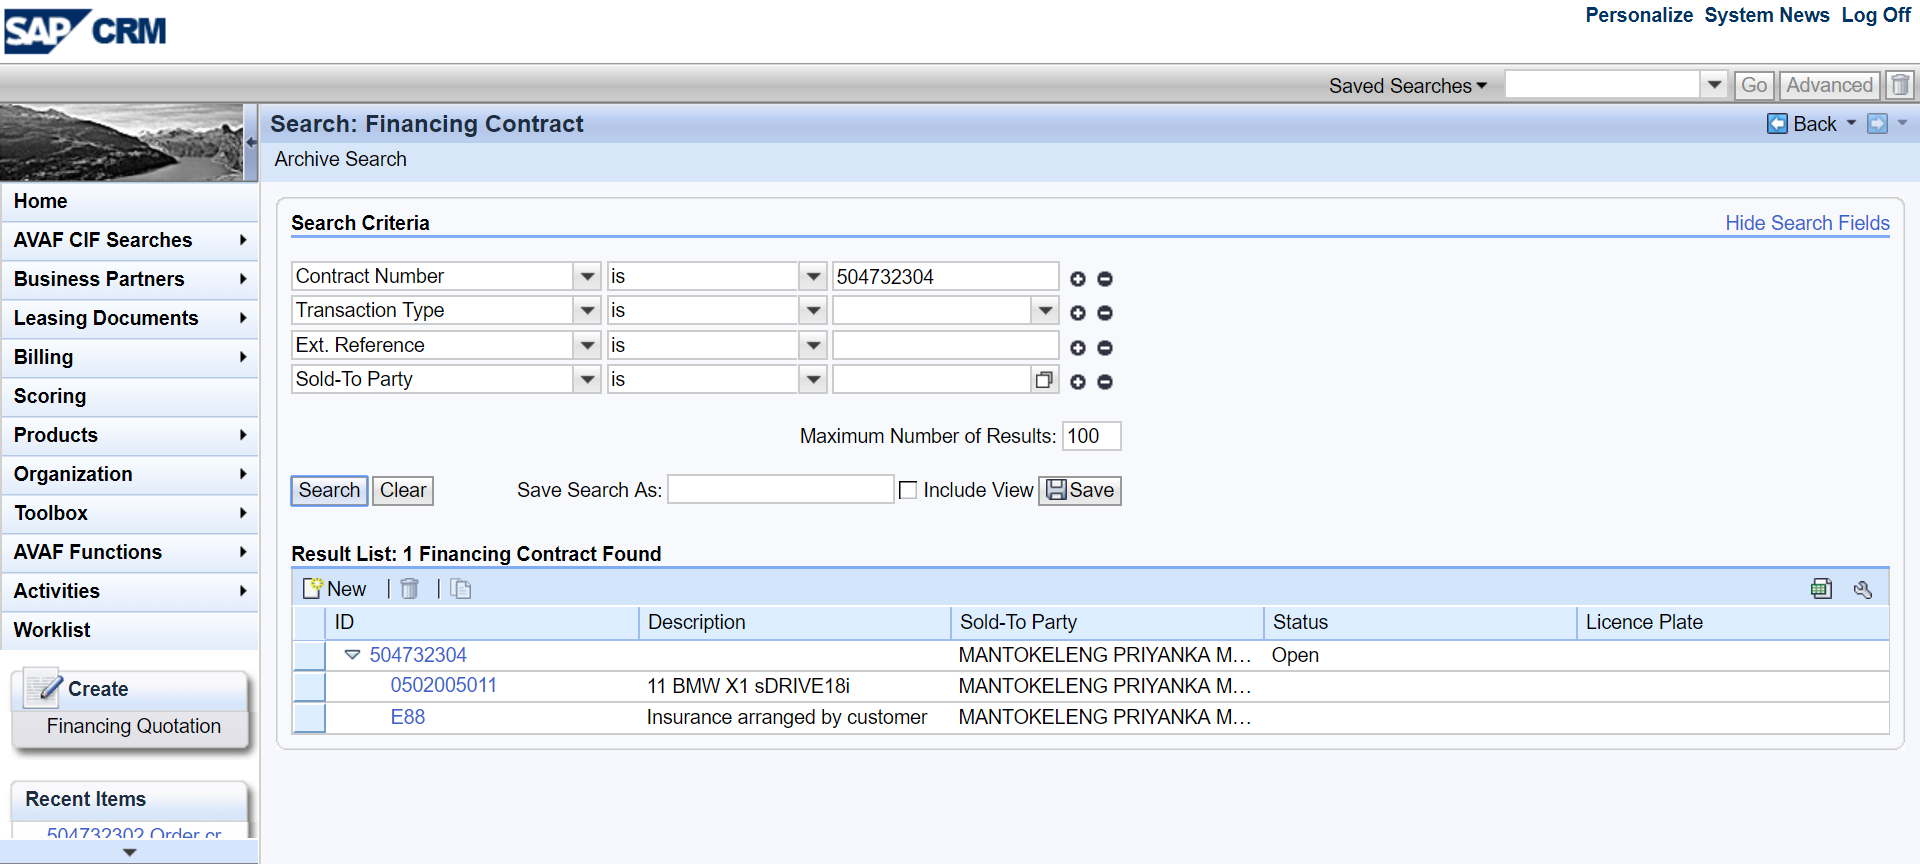 SAP CRM
Personalize System News Log Off
Saved Searches Go Advanced
Search: Financing Contract
Back
Archive Search
Home
AVAF CIF Searches
Business Partners
Leasing Documents
Billing
Scoring
Products
Organization
Toolbox
AVAF Functions
Activities
Worklist
Create
Financing Quotation
Recent Items
504732302 Order cr
Search Criteria Hide Search Fields
Contract Number is 504732304
Transaction Type is
Ext. Reference is
Sold-To Party is
Maximum Number of Results: 100
Search Clear Save Search As: Include View Save
Result List: 1 Financing Contract Found
New
ID Description Sold-To Party Status Licence Plate
504732304 MANTOKELENG PRIYANKA M... Open
0502005011 11 BMW X1 sDRIVE18i MANTOKELENG PRIYANKA M...
E88 Insurance arranged by customer MANTOKELENG PRIYANKA M...